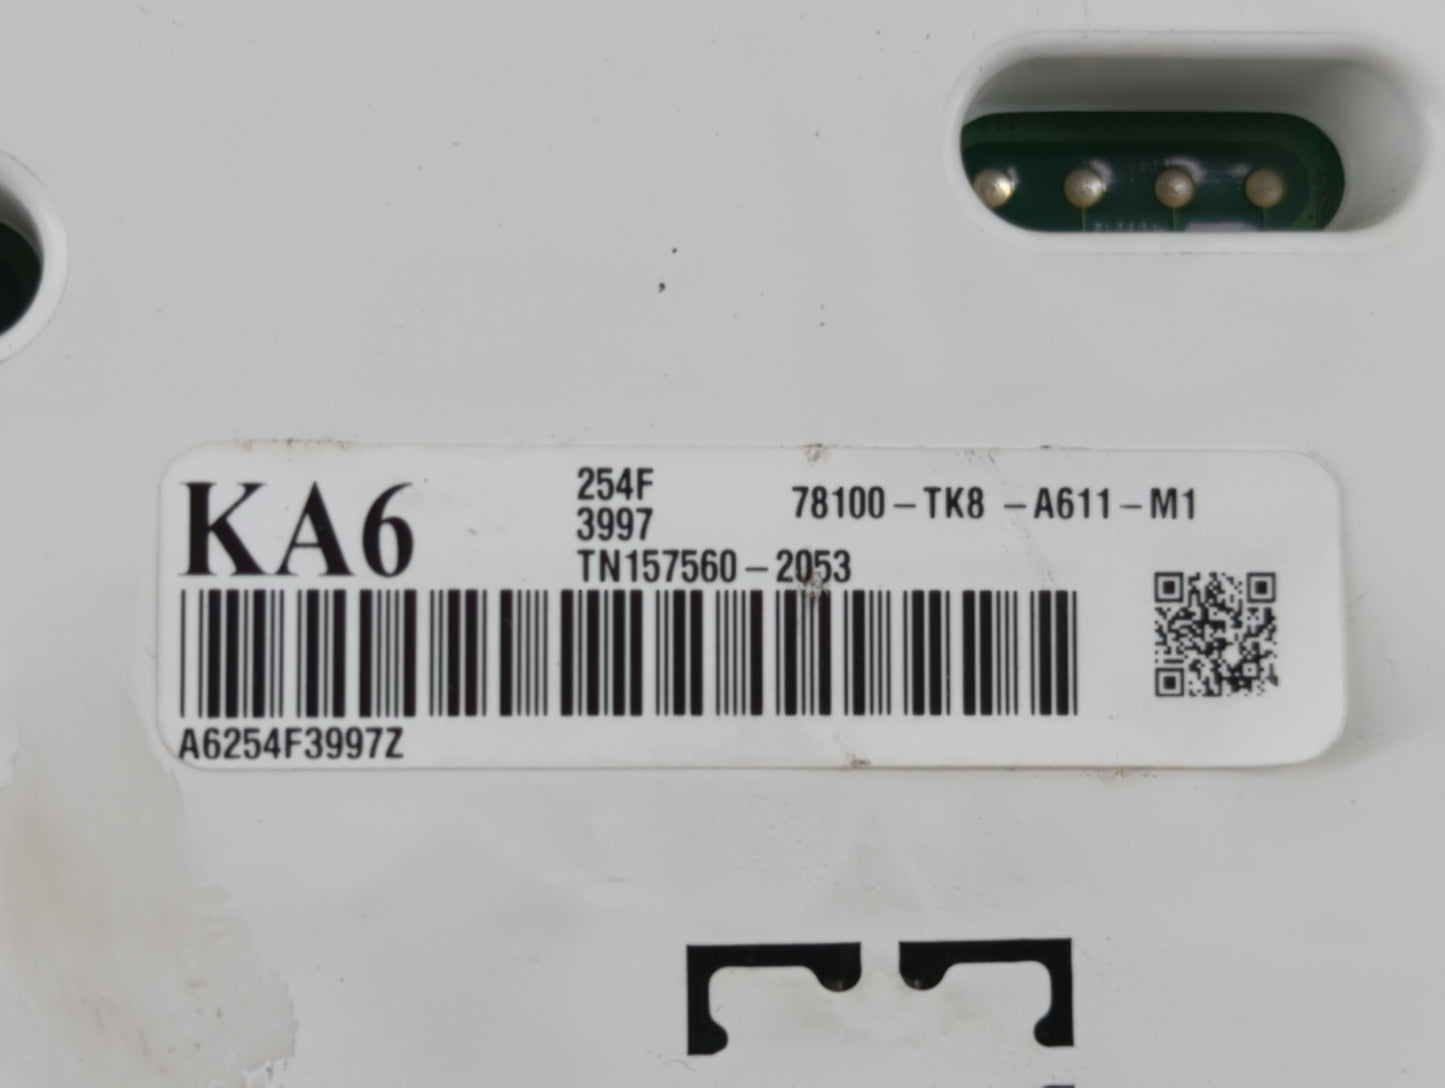 KA6
254F
3997
TN157560-2053
78100-TK8 -A611-M1
A6254F3997Z